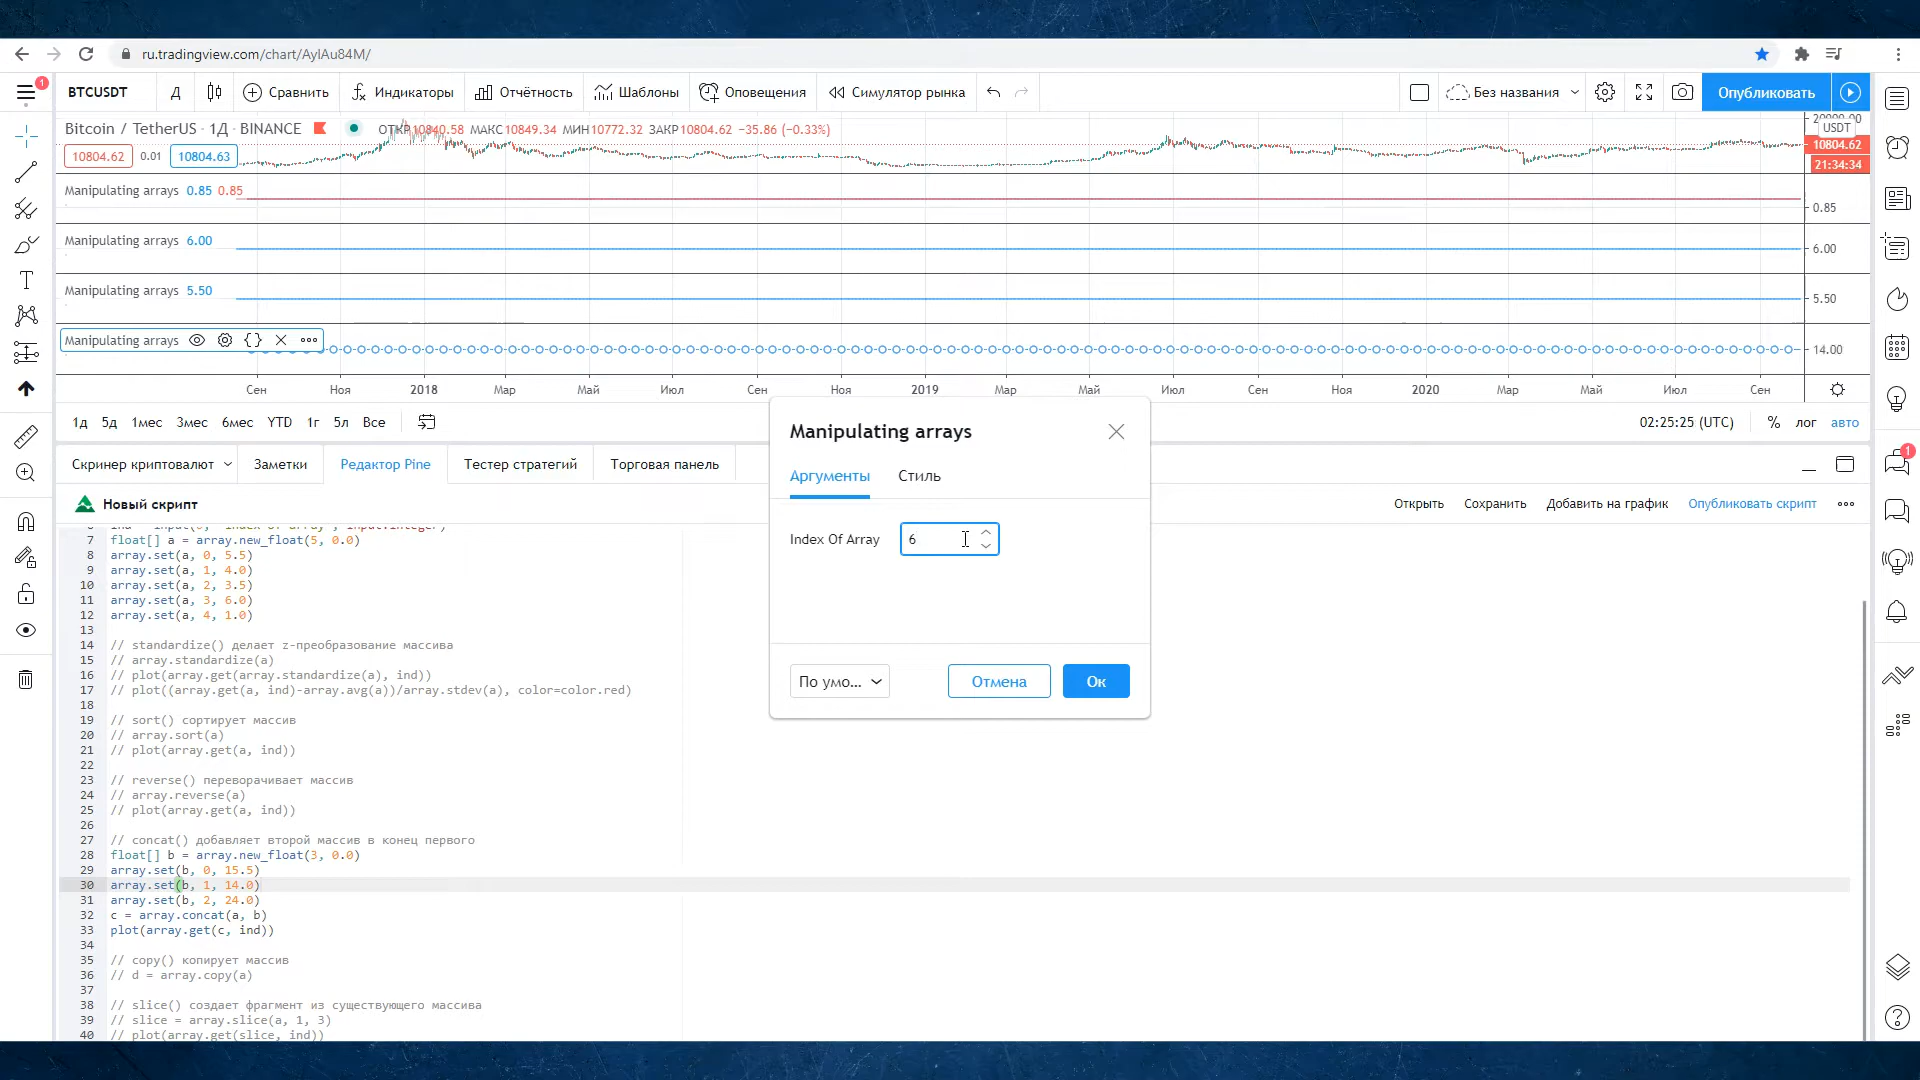 ru.tradingview.com/chart/AylAu84M/
1
BTCUSDT Д Сравнить Индикаторы Отчётность Шаблоны Оповещения Симулятор рынка Без названия Опубликовать
Bitcoin / TetherUS · 1Д · BINANCE ОТКР10840.58 МАКС10849.34 МИН10772.32 ЗАКР10804.62 −35.86 (−0.33%)
20000.00
USDT
10804.62
21:34:34
10804.62 0.01 10804.63
Manipulating arrays 0.85 0.85
0.85
Manipulating arrays 6.00
6.00
Manipulating arrays 5.50
5.50
Manipulating arrays
14.00
Сен Ноя 2018 Мар Май Июл Сен Ноя 2019 Мар Май Июл Сен Ноя 2020 Мар Май Июл Сен
1д 5д 1мес 3мес 6мес YTD 1г 5л Все 02:25:25 (UTC) % лог авто
1
Скринер криптовалют Заметки Редактор Pine Тестер стратегий Торговая панель
Новый скрипт Открыть Сохранить Добавить на график Опубликовать скрипт
Manipulating arrays
Аргументы Стиль
Index Of Array 6
По умо... Отмена Ок
7 float[] a = array.new_float(5, 0.0)
8 array.set(a, 0, 5.5)
9 array.set(a, 1, 4.0)
10 array.set(a, 2, 3.5)
11 array.set(a, 3, 6.0)
12 array.set(a, 4, 1.0)
13
14 // standardize() делает z-преобразование массива
15 // array.standardize(a)
16 // plot(array.get(array.standardize(a), ind))
17 // plot((array.get(a, ind)-array.avg(a))/array.stdev(a), color=color.red)
18
19 // sort() сортирует массив
20 // array.sort(a)
21 // plot(array.get(a, ind))
22
23 // reverse() переворачивает массив
24 // array.reverse(a)
25 // plot(array.get(a, ind))
26
27 // concat() добавляет второй массив в конец первого
28 float[] b = array.new_float(3, 0.0)
29 array.set(b, 0, 15.5)
30 array.set(b, 1, 14.0)
31 array.set(b, 2, 24.0)
32 c = array.concat(a, b)
33 plot(array.get(c, ind))
34
35 // copy() копирует массив
36 // d = array.copy(a)
37
38 // slice() создает фрагмент из существующего массива
39 // slice = array.slice(a, 1, 3)
40 // plot(array.get(slice, ind))